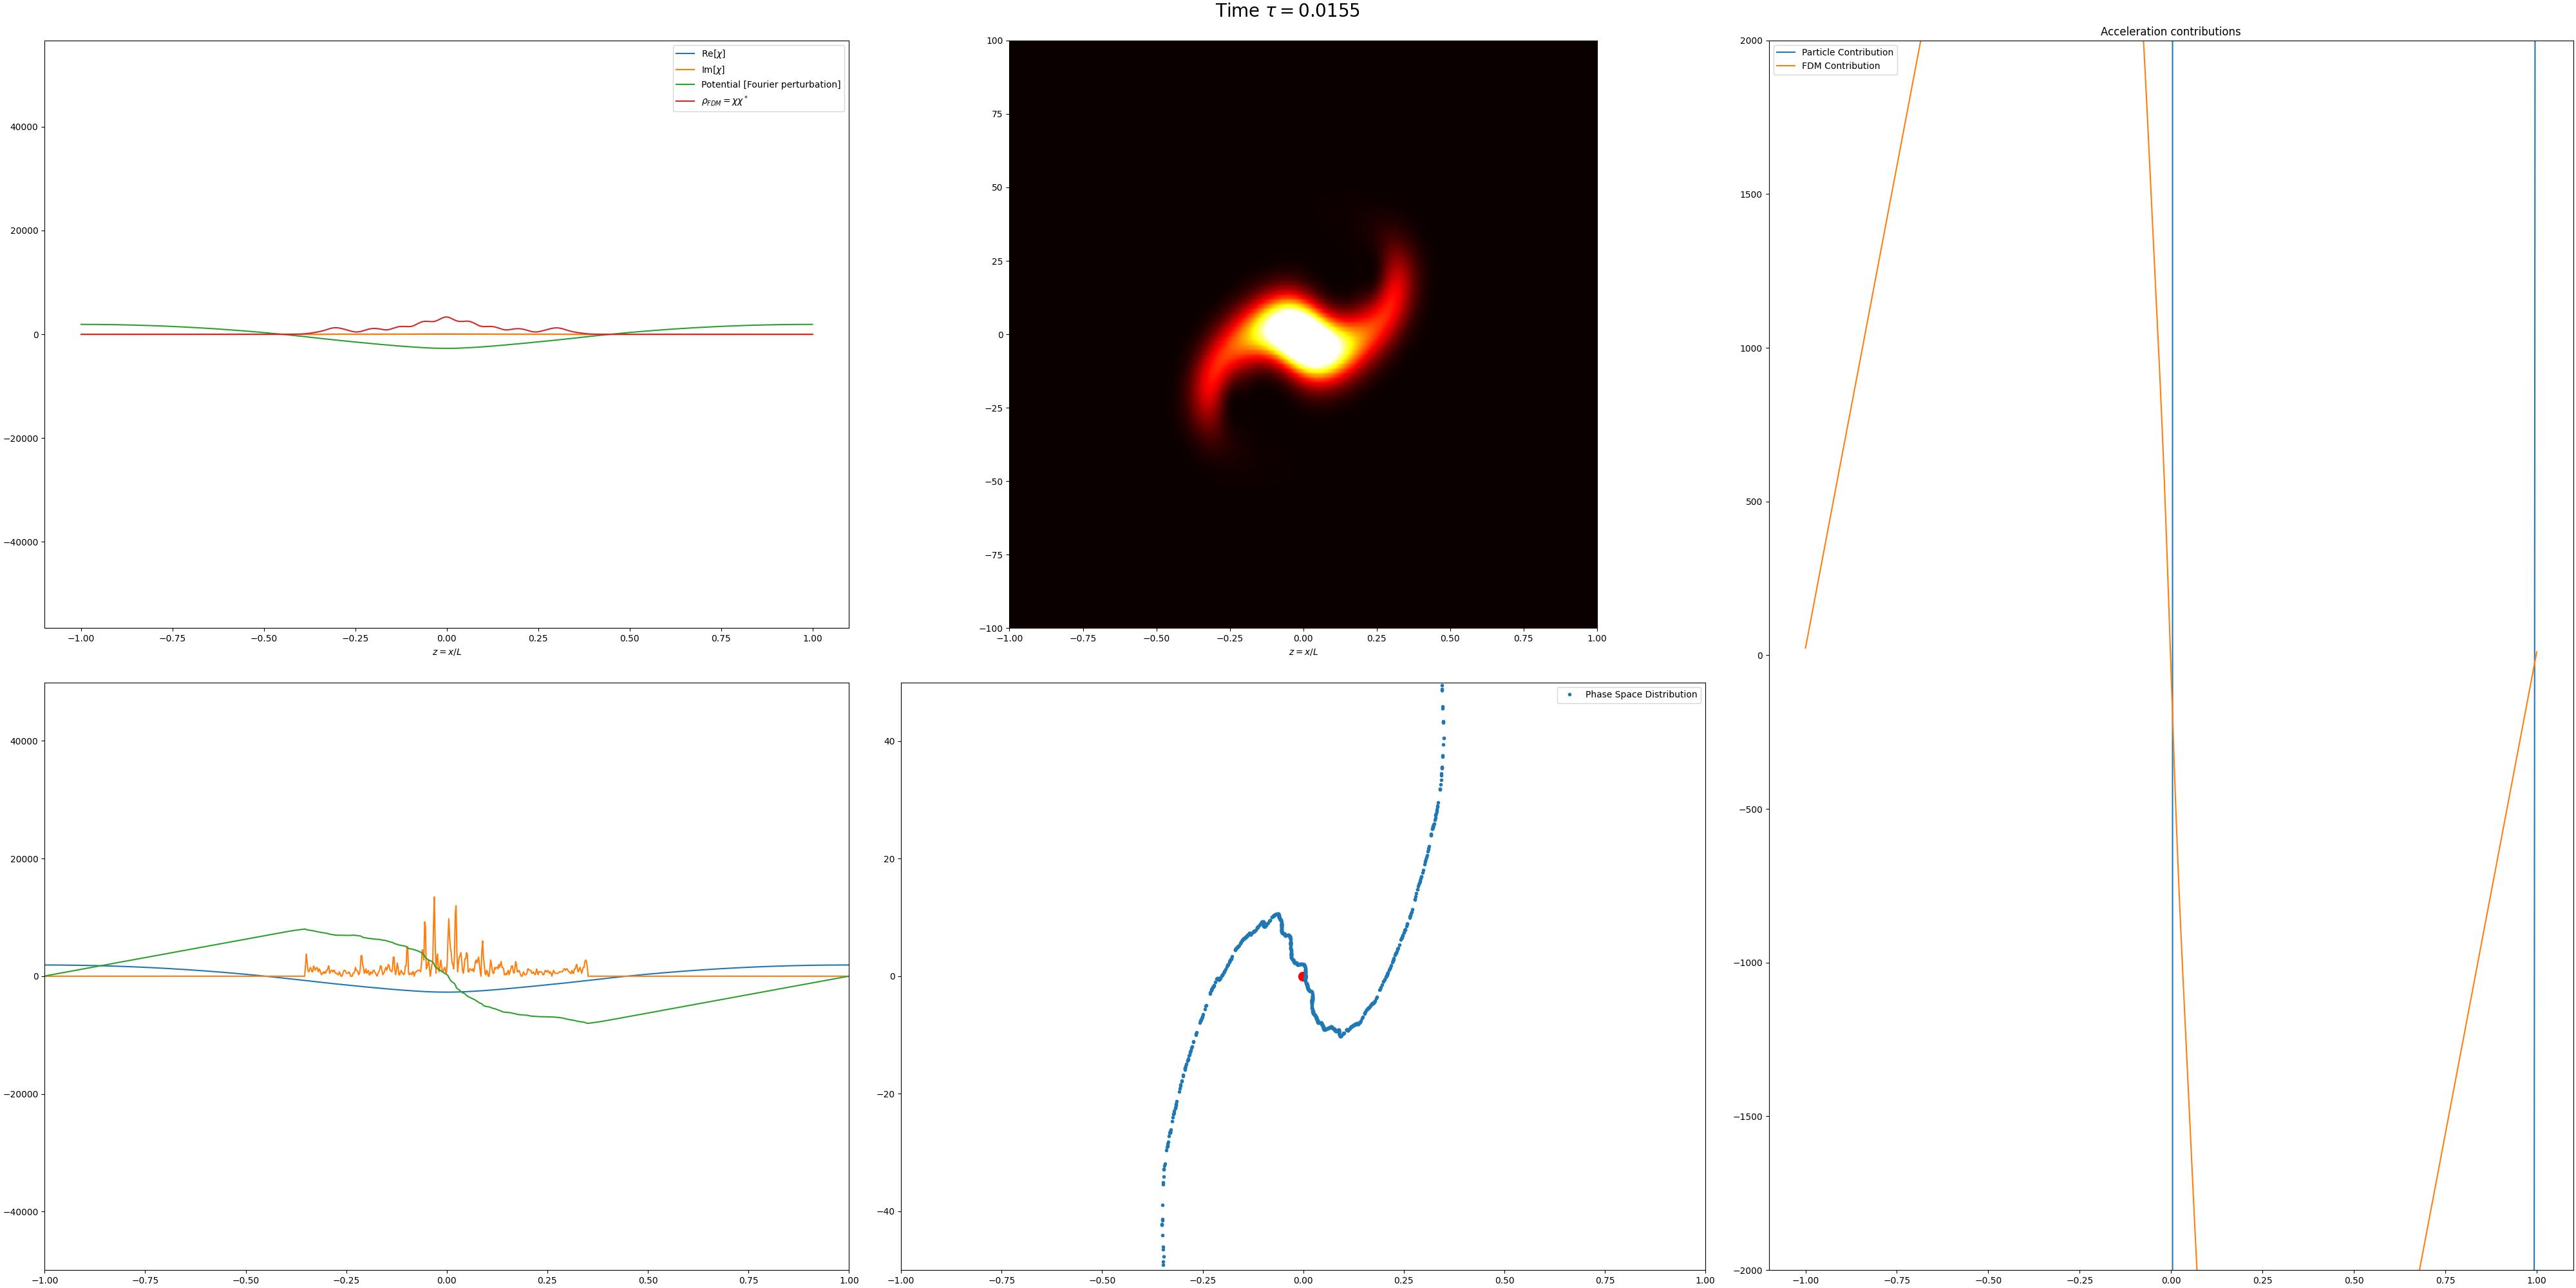 Time τ = 0.0155
Re[χ]
Im[χ]
Potential [Fourier perturbation]
ρFDM = χχ*
40000
20000
0
−20000
−40000
−1.00 −0.75 −0.50 −0.25 0.00 0.25 0.50 0.75 1.00
z = x/L
100
75
50
25
0
−25
−50
−75
−100
−1.00 −0.75 −0.50 −0.25 0.00 0.25 0.50 0.75 1.00
z = x/L
Acceleration contributions
Particle Contribution
FDM Contribution
2000
1500
1000
500
0
−500
−1000
−1500
−2000
−1.00 −0.75 −0.50 −0.25 0.00 0.25 0.50 0.75 1.00
40000
20000
0
−20000
−40000
−1.00 −0.75 −0.50 −0.25 0.00 0.25 0.50 0.75 1.00
Phase Space Distribution
40
20
0
−20
−40
−1.00 −0.75 −0.50 −0.25 0.00 0.25 0.50 0.75 1.00